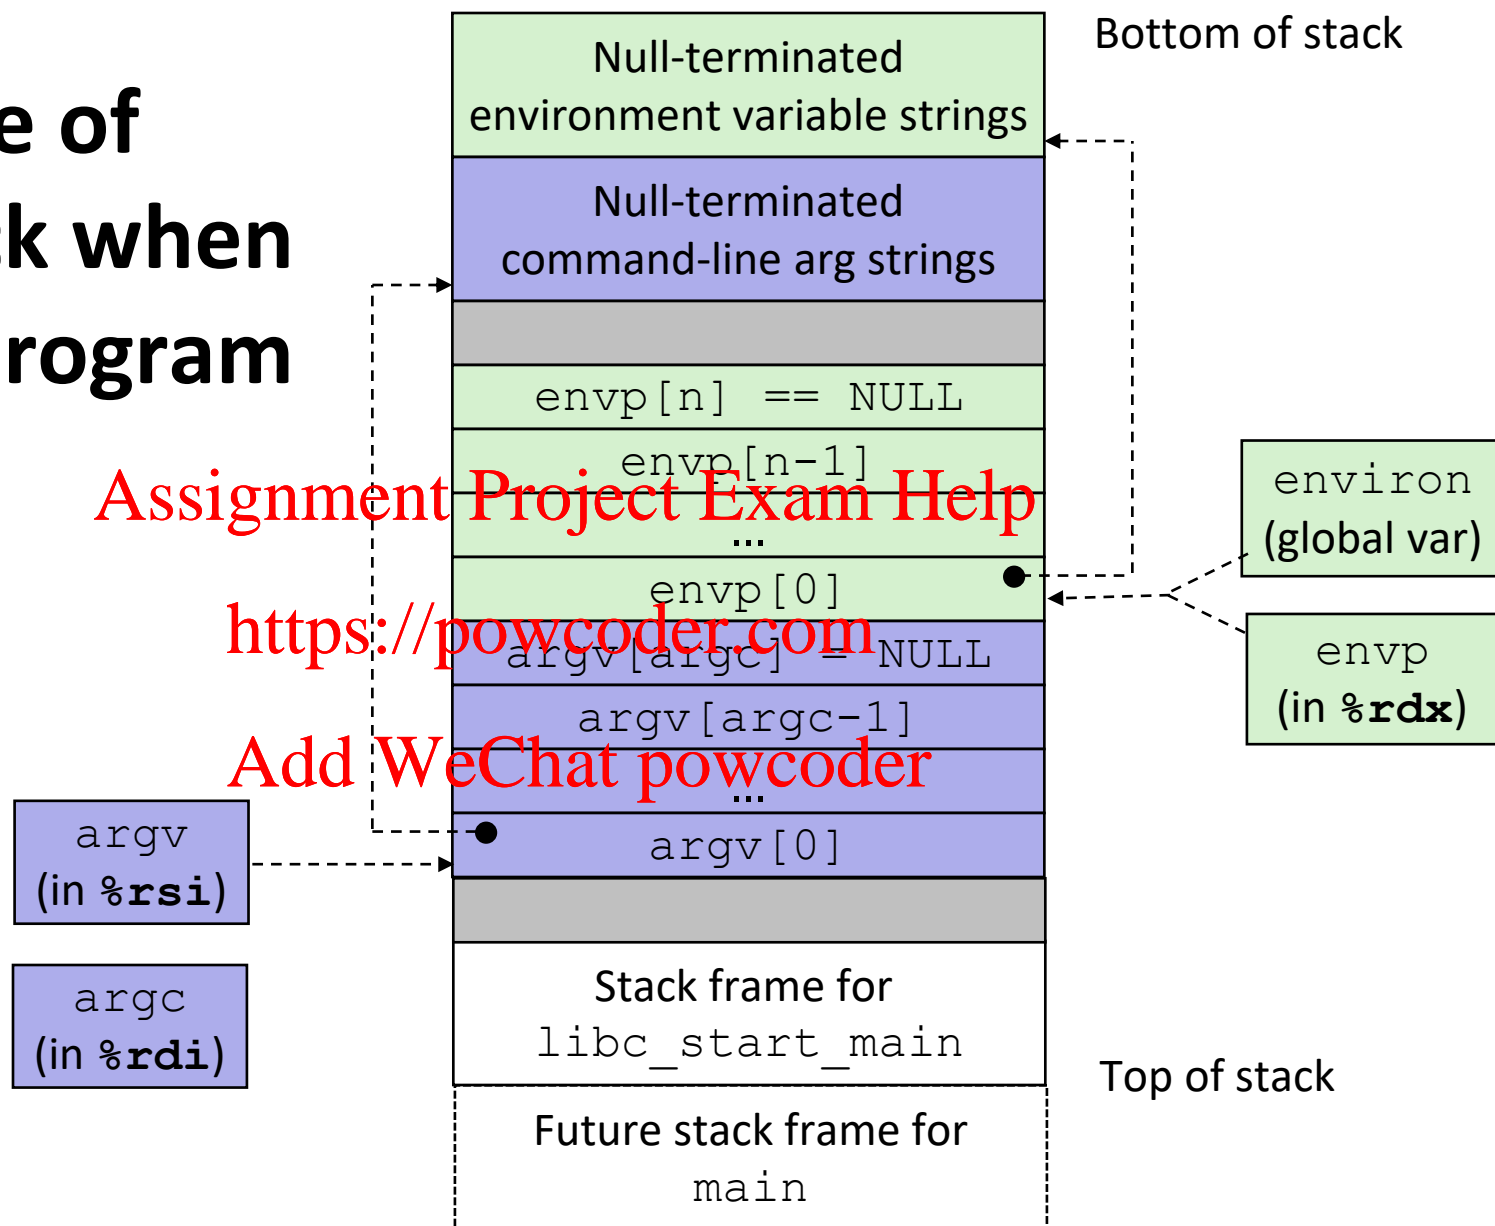 e of
k when
rogram
Bottom of stack
Null-terminated
environment variable strings
Null-terminated
command-line arg strings
envp[n] == NULL
envp[n-1]
Assignment Project Exam Help
...
envp[0]
environ
(global var)
https://powcoder.com
argv[argc] = NULL
envp
(in %rdx)
argv[argc-1]
Add WeChat powcoder
...
argv[0]
argv
(in %rsi)
argc
(in %rdi)
Stack frame for
libc_start_main
Top of stack
Future stack frame for
main